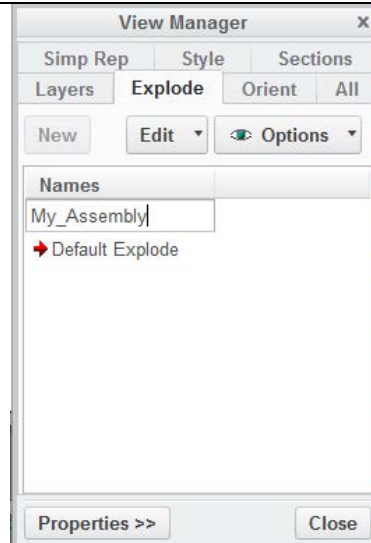 View Manager x
Simp Rep Style Sections
Layers Explode Orient All
New Edit Options
Names
My_Assembly
Default Explode
Properties >> Close